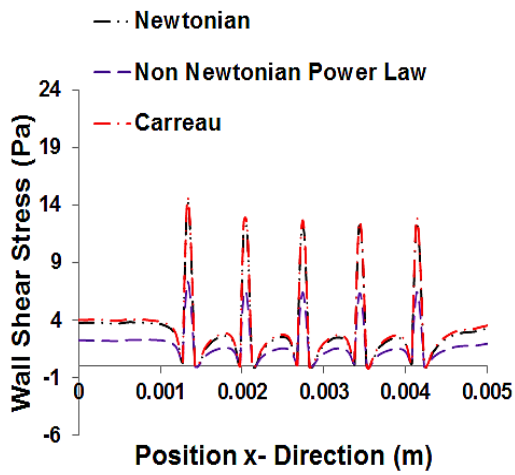 Newtonian
Non Newtonian Power Law
Carreau
Wall Shear Stress (Pa)
24
19
14
9
4
-1
-6
0
0.001
0.002
0.003
0.004
0.005
Position x- Direction (m)